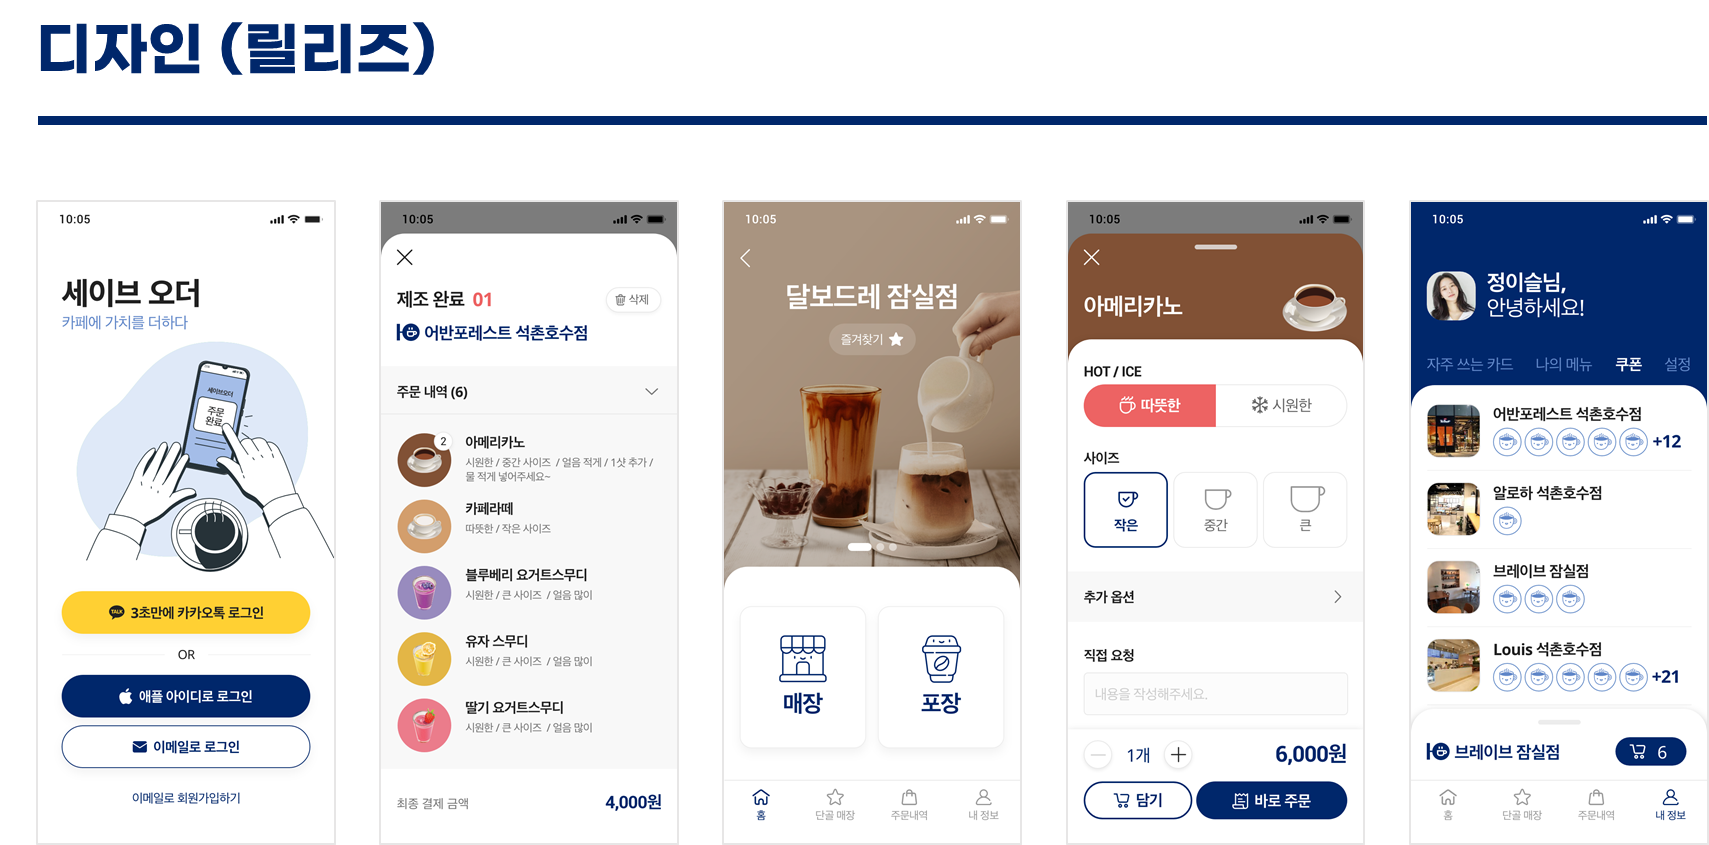 디자인 (릴리즈)
10:05
세이브 오더
카페에 가치를 더하다
세이브오더
주문
완료
TALK 3초만에 카카오톡 로그인
OR
애플 아이디로 로그인
이메일로 로그인
이메일로 회원가입하기
10:05
제조 완료 01
삭제
어반포레스트 석촌호수점
주문 내역 (6)
2
아메리카노
시원한 / 중간 사이즈 / 얼음 적게 / 1샷 추가 /
물 적게 넣어주세요~
카페라떼
따뜻한 / 작은 사이즈
블루베리 요거트스무디
시원한 / 큰 사이즈 / 얼음 많이
유자 스무디
시원한 / 큰 사이즈 / 얼음 많이
딸기 요거트스무디
시원한 / 큰 사이즈 / 얼음 많이
최종 결제 금액 4,000원
10:05
달보드레 잠실점
즐겨찾기
매장
포장
홈
단골 매장
주문내역
내 정보
10:05
아메리카노
HOT / ICE
따뜻한
시원한
사이즈
작은
중간
큰
추가 옵션
직접 요청
내용을 작성해주세요.
1개
6,000원
담기
바로 주문
10:05
정이슬님,
안녕하세요!
자주 쓰는 카드 나의 메뉴 쿠폰 설정
어반포레스트 석촌호수점
+12
알로하 석촌호수점
브레이브 잠실점
Louis 석촌호수점
+21
브레이브 잠실점
6
홈
단골 매장
주문내역
내 정보